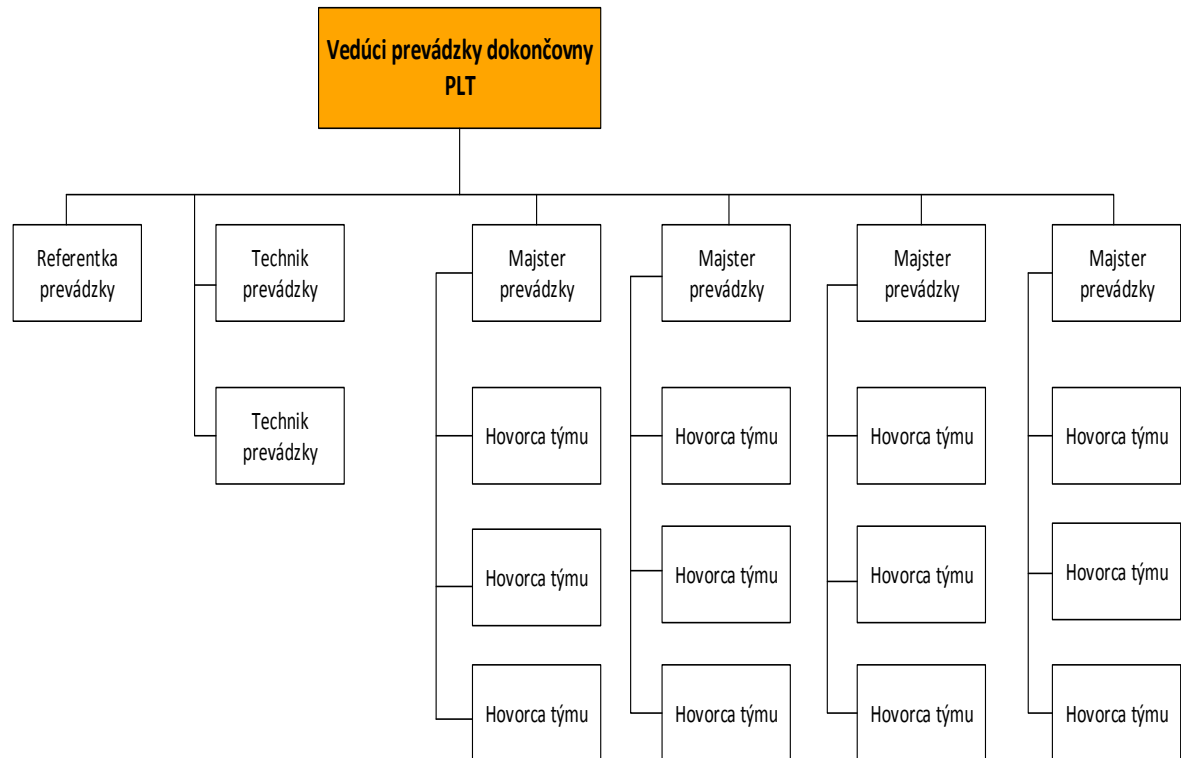 Vedúci prevádzky dokončovny
PLT
Referentka
prevádzky
Technik
prevádzky
Majster
prevádzky
Majster
prevádzky
Majster
prevádzky
Majster
prevádzky
Technik
prevádzky
Hovorca týmu
Hovorca týmu
Hovorca týmu
Hovorca týmu
Hovorca týmu
Hovorca týmu
Hovorca týmu
Hovorca týmu
Hovorca týmu
Hovorca týmu
Hovorca týmu
Hovorca týmu